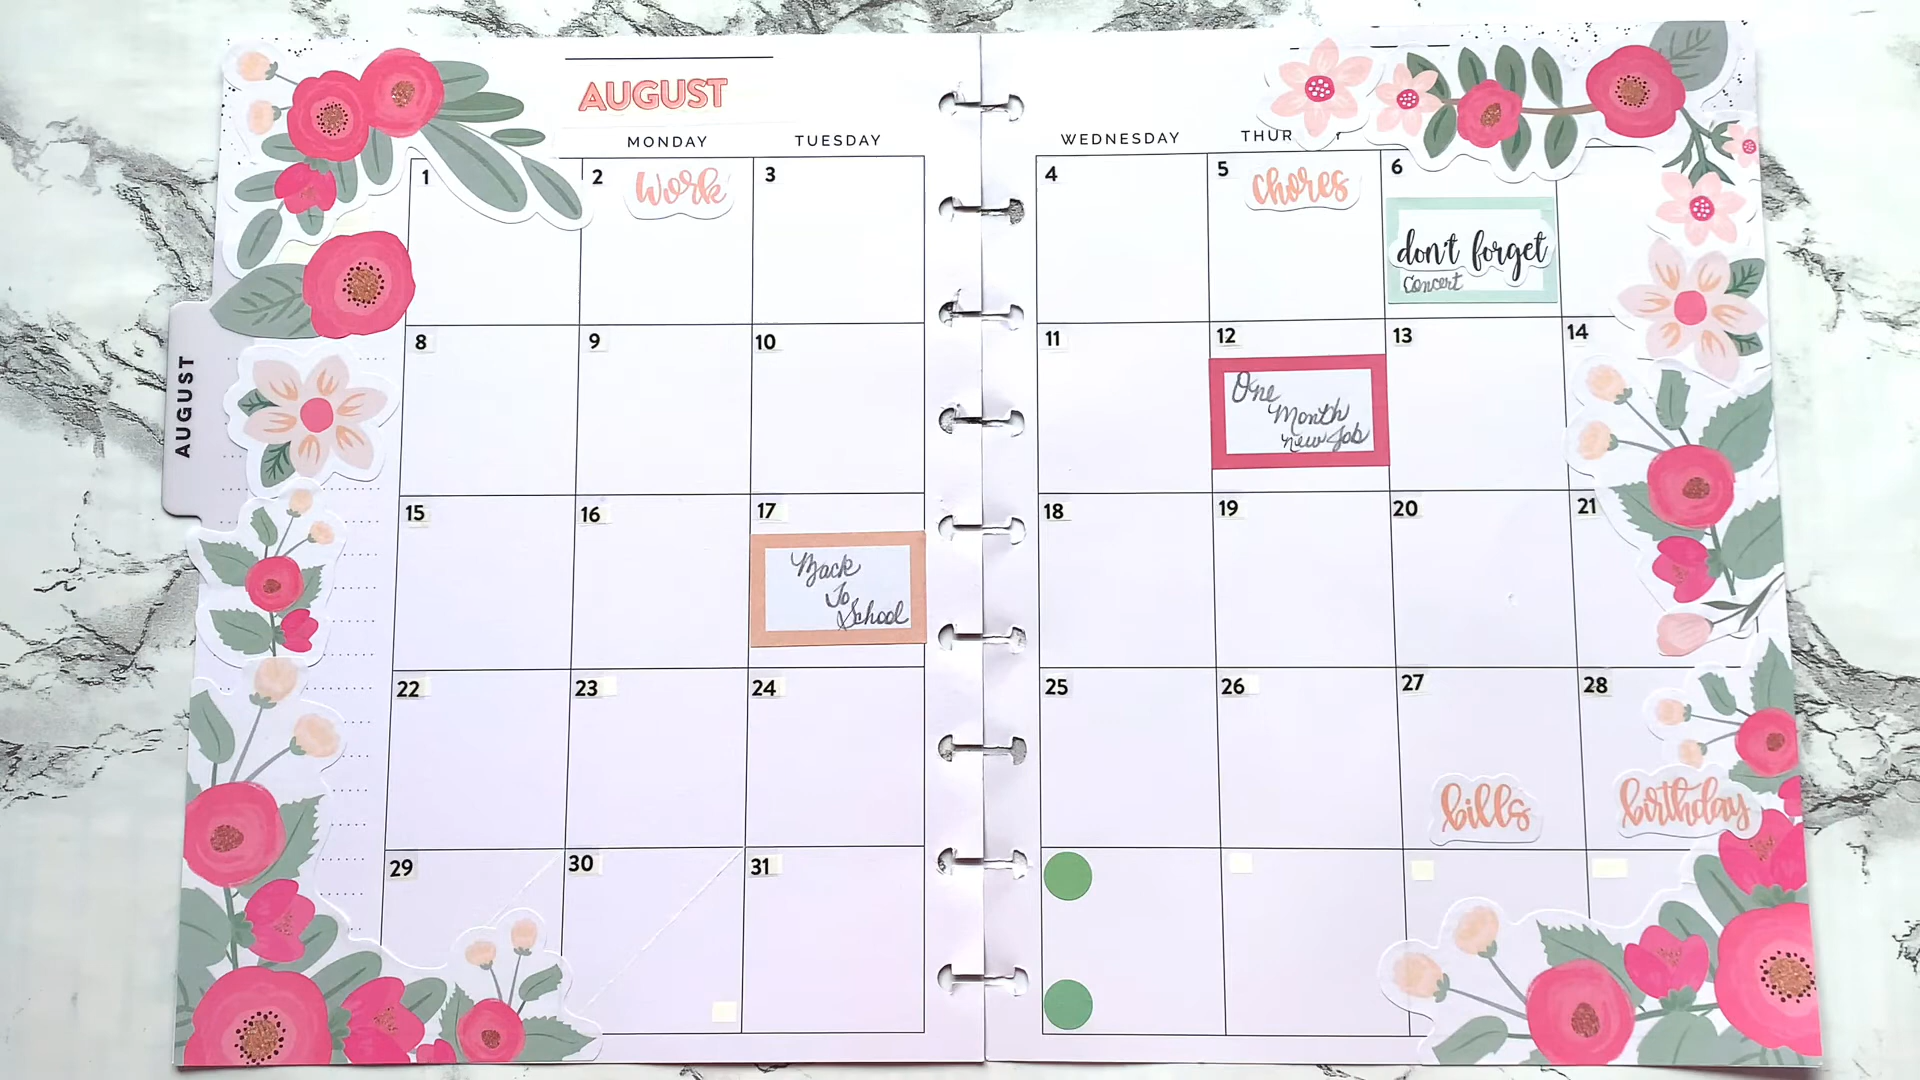 AUGUST
MONDAY TUESDAY WEDNESDAY THUR
1 2 work 3 4 5 chores 6
don't forget
Concert
AUGUST
8 9 10 11 12 13 14
One
Month
new Job
15 16 17 18 19 20 21
Back
To
School
22 23 24 25 26 27 28
bills birthday
29 30 31